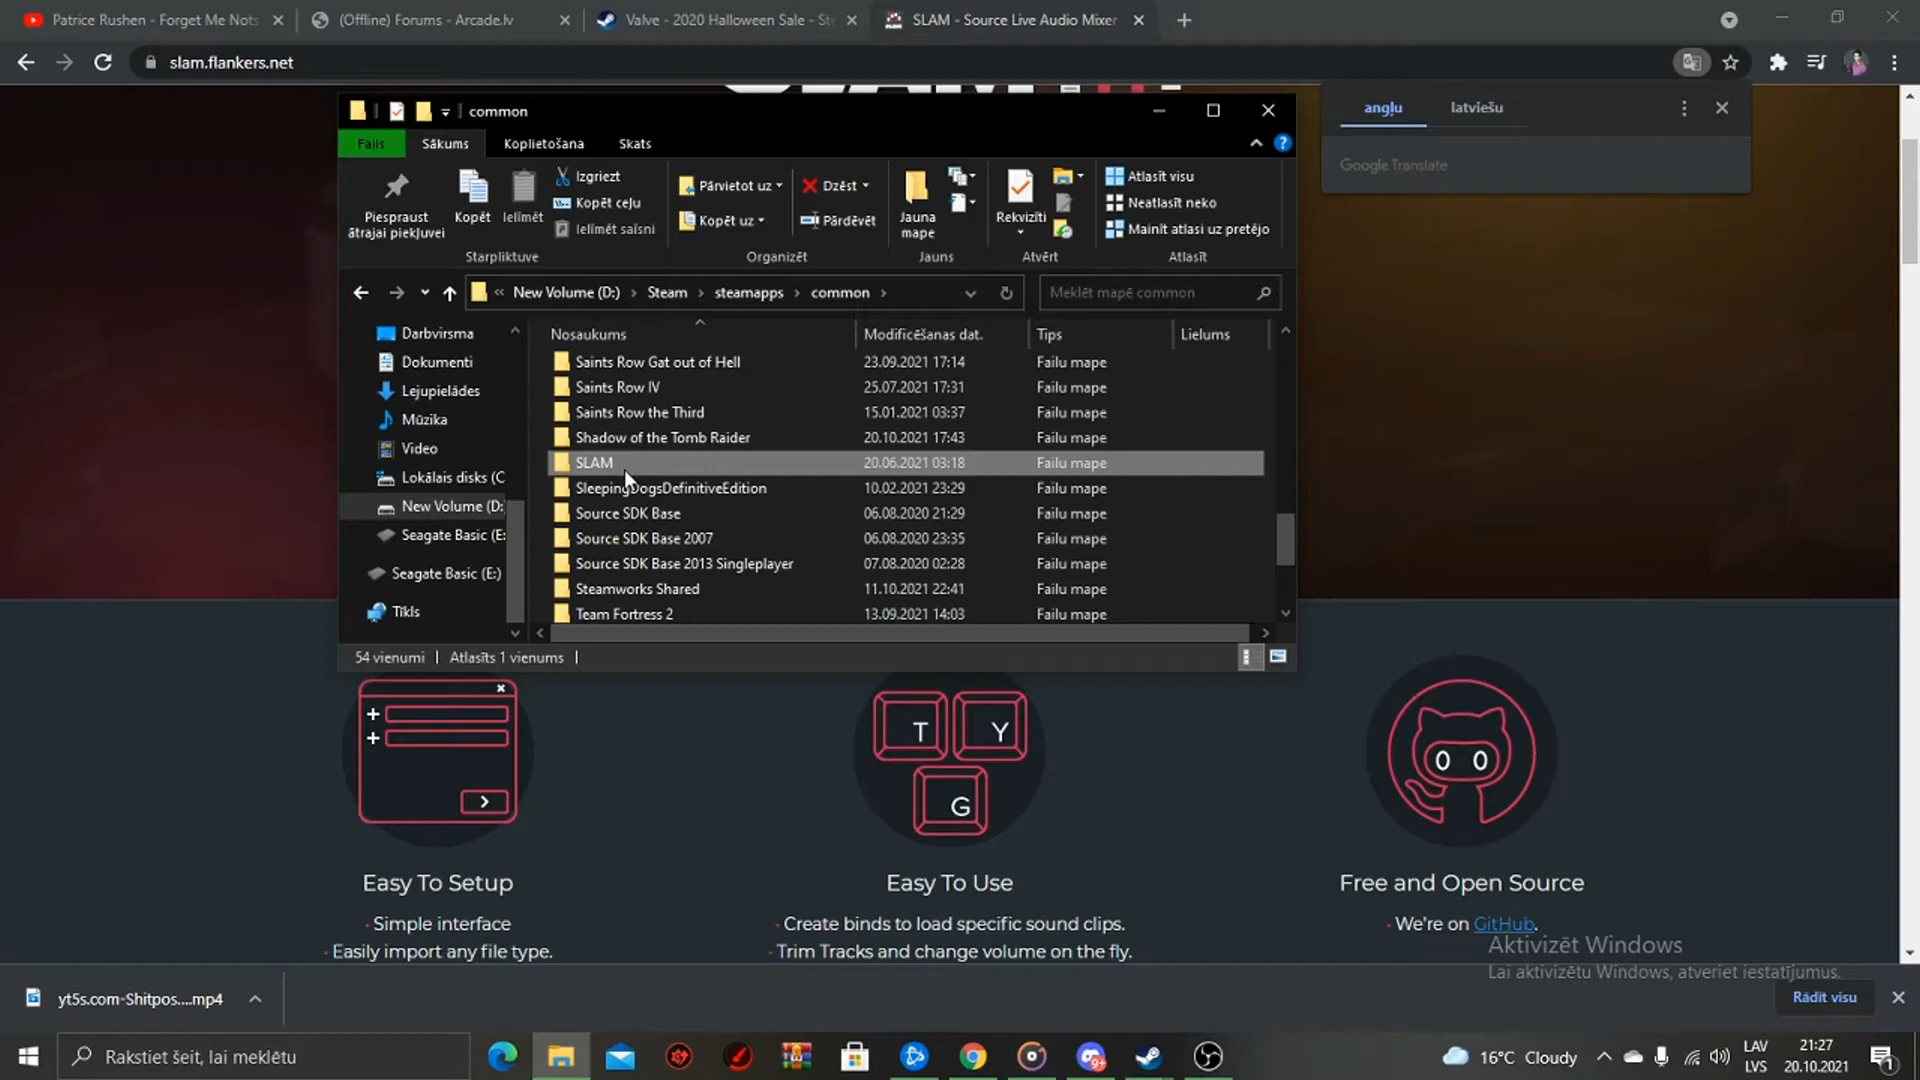 Patrice Rushen - Forget Me Nots
(Offline) Forums - Arcade.lv
Valve - 2020 Halloween Sale - Ste
SLAM - Source Live Audio Mixer
slam.flankers.net
angļu
latviešu
Google Translate
common
Fails
Sākums
Koplietošana
Skats
Piespraust
ātrajai piekļuvei
Kopēt
Ielīmēt
Izgriezt
Kopēt ceļu
Ielīmēt saīsni
Starpliktuve
Pārvietot uz
Kopēt uz
Dzēst
Pārdēvēt
Organizēt
Jauna
mape
Jauns
Rekvizīti
Atvērt
Atlasīt visu
Neatlasīt neko
Mainīt atlasi uz pretējo
Atlasīt
« New Volume (D:) › Steam › steamapps › common ›
Meklēt mapē common
Darbvirsma
Dokumenti
Lejupielādes
Mūzika
Video
Lokālais disks (C
New Volume (D:
Seagate Basic (E:
Seagate Basic (E:)
Tīkls
Nosaukums Modificēšanas dat. Tips Lielums
Saints Row Gat out of Hell 23.09.2021 17:14 Failu mape
Saints Row IV 25.07.2021 17:31 Failu mape
Saints Row the Third 15.01.2021 03:37 Failu mape
Shadow of the Tomb Raider 20.10.2021 17:43 Failu mape
SLAM 20.06.2021 03:18 Failu mape
SleepingDogsDefinitiveEdition 10.02.2021 23:29 Failu mape
Source SDK Base 06.08.2020 21:29 Failu mape
Source SDK Base 2007 06.08.2020 23:35 Failu mape
Source SDK Base 2013 Singleplayer 07.08.2020 02:28 Failu mape
Steamworks Shared 11.10.2021 22:41 Failu mape
Team Fortress 2 13.09.2021 14:03 Failu mape
54 vienumi
Atlasīts 1 vienums
T
Y
G
Easy To Setup
- Simple interface
- Easily import any file type.
Easy To Use
- Create binds to load specific sound clips.
- Trim Tracks and change volume on the fly.
Free and Open Source
- We're on GitHub.
Aktivizēt Windows
Lai aktivizētu Windows, atveriet iestatījumus.
yt5s.com-Shitpos....mp4
Rādīt visu
Rakstiet šeit, lai meklētu
16°C Cloudy
LAV
LVS
21:27
20.10.2021
1